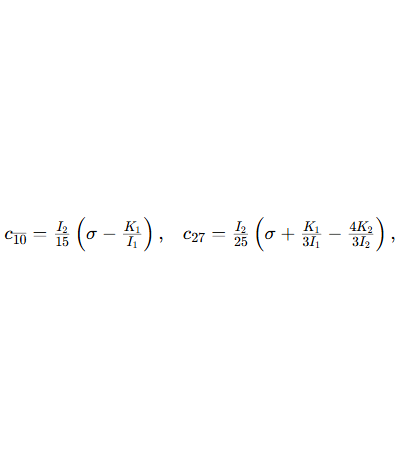 $c_{\overline{10}} = \frac{I_2}{15} \left( \sigma - \frac{K_1}{I_1} \right), \quad c_{27} = \frac{I_2}{25} \left( \sigma + \frac{K_1}{3I_1} - \frac{4K_2}{3I_2} \right),$